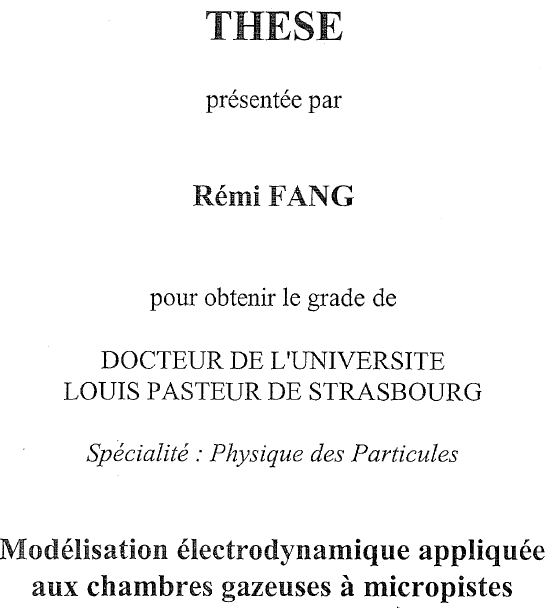 THESE
présentée par
Rémi FANG
pour obtenir le grade de
DOCTEUR DE L'UNIVERSITE
LOUIS PASTEUR DE STRASBOURG
Spécialité : Physique des Particules
Modélisation électrodynamique appliquée
aux chambres gazeuses à micropistes